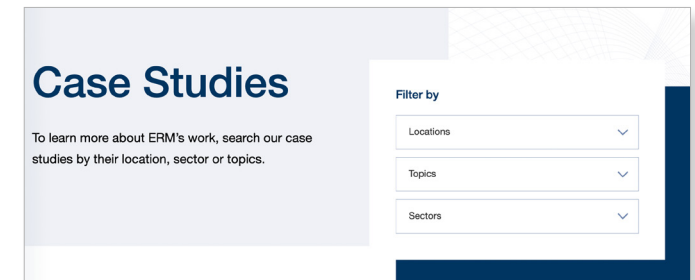 Case Studies
To learn more about ERM's work, search our case
studies by their location, sector or topics.
Filter by
Locations
Topics
Sectors